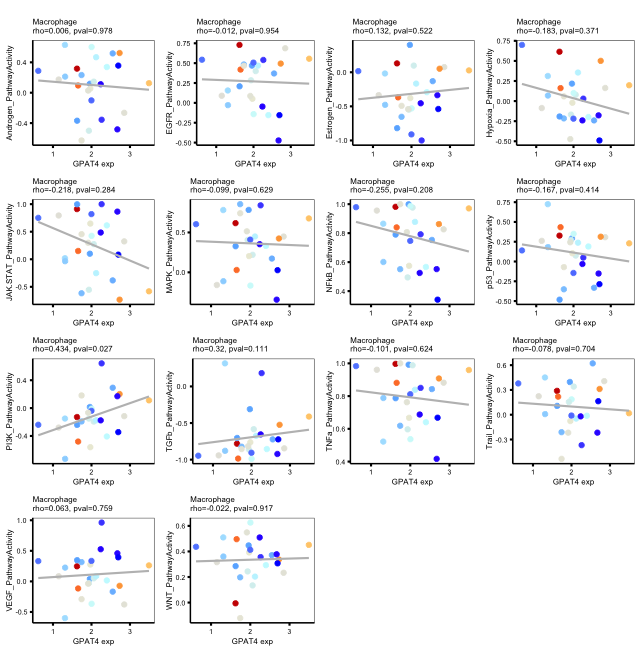 Macrophage
rho=0.006, pval=0.978
Androgen_PathwayActivity
0.5
0.0
-0.5
1 2 3
GPAT4 exp
Macrophage
rho=-0.012, pval=0.954
EGFR_PathwayActivity
0.75
0.50
0.25
0.00
-0.25
-0.50
1 2 3
GPAT4 exp
Macrophage
rho=0.132, pval=0.522
Estrogen_PathwayActivity
0.0
-0.5
-1.0
1 2 3
GPAT4 exp
Macrophage
rho=-0.183, pval=0.371
Hypoxia_PathwayActivity
0.75
0.50
0.25
0.00
-0.25
-0.50
1 2 3
GPAT4 exp
Macrophage
rho=-0.218, pval=0.284
JAK.STAT_PathwayActivity
1.0
0.5
0.0
-0.5
1 2 3
GPAT4 exp
Macrophage
rho=-0.099, pval=0.629
MAPK_PathwayActivity
0.5
0.0
1 2 3
GPAT4 exp
Macrophage
rho=-0.255, pval=0.208
NFkB_PathwayActivity
1.0
0.8
0.6
0.4
1 2 3
GPAT4 exp
Macrophage
rho=-0.167, pval=0.414
p53_PathwayActivity
0.75
0.50
0.25
0.00
-0.25
-0.50
1 2 3
GPAT4 exp
Macrophage
rho=0.434, pval=0.027
PI3K_PathwayActivity
0.4
0.0
-0.4
1 2 3
GPAT4 exp
Macrophage
rho=0.32, pval=0.111
TGFb_PathwayActivity
0.0
-0.5
-1.0
1 2 3
GPAT4 exp
Macrophage
rho=-0.101, pval=0.624
TNFa_PathwayActivity
1.0
0.8
0.6
0.4
1 2 3
GPAT4 exp
Macrophage
rho=-0.078, pval=0.704
Trail_PathwayActivity
0.6
0.3
0.0
-0.3
1 2 3
GPAT4 exp
Macrophage
rho=0.063, pval=0.759
VEGF_PathwayActivity
1.0
0.5
0.0
-0.5
1 2 3
GPAT4 exp
Macrophage
rho=-0.022, pval=0.917
WNT_PathwayActivity
0.6
0.4
0.2
0.0
1 2 3
GPAT4 exp